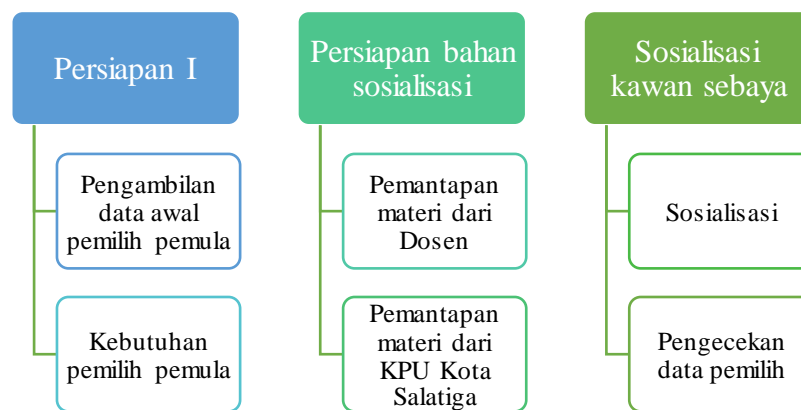 Persiapan I
Pengambilan
data awal
pemilih pemula
Kebutuhan
pemilih pemula
Persiapan bahan
sosialisasi
Pemantapan
materi dari
Dosen
Pemantapan
materi dari
KPU Kota
Salatiga
Sosialisasi
kawan sebaya
Sosialisasi
Pengecekan
data pemilih